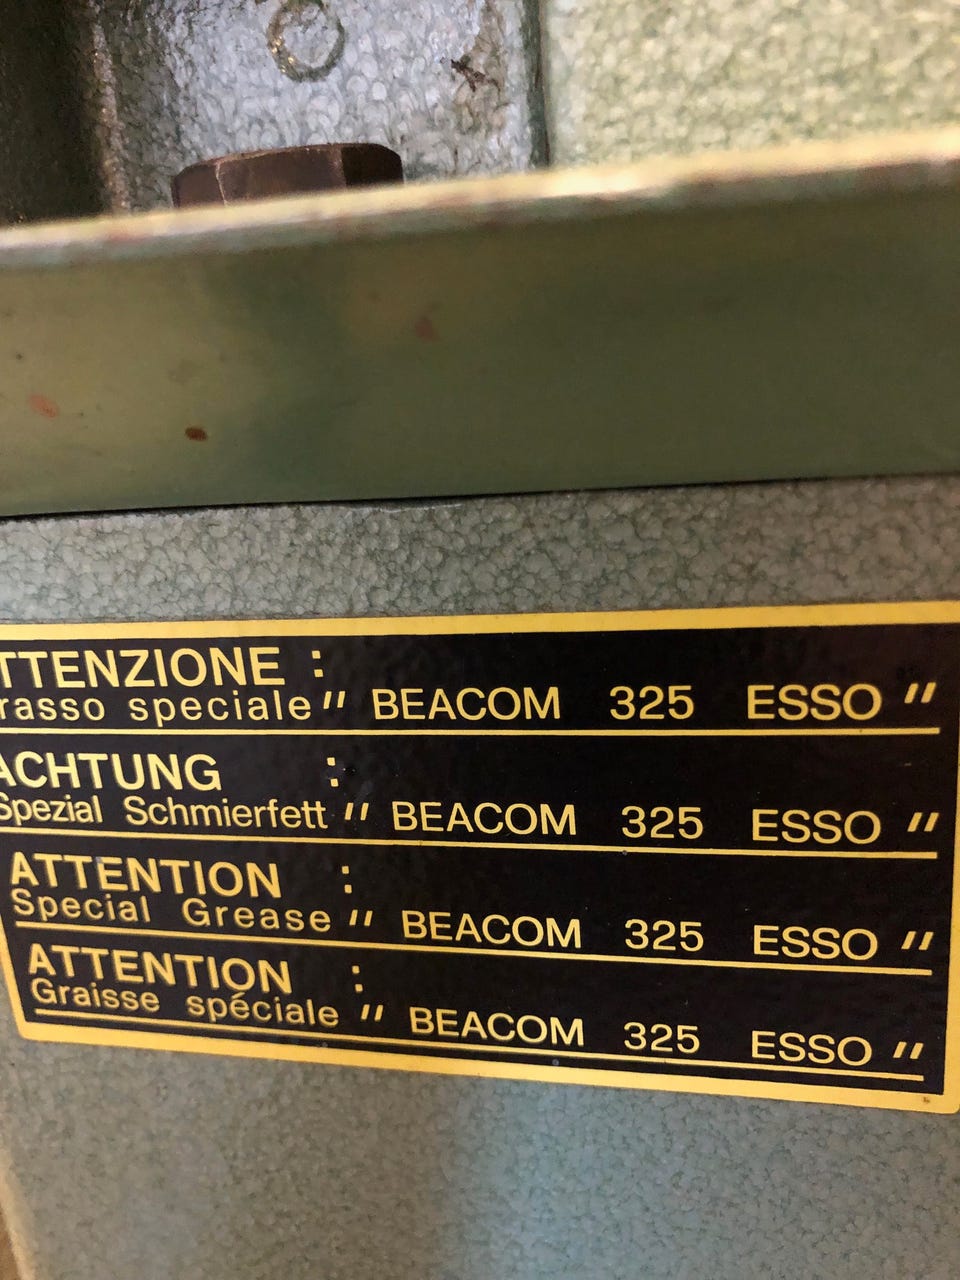 TTENZIONE :
rasso speciale " BEACOM 325 ESSO "
ACHTUNG :
Spezial Schmierfett " BEACOM 325 ESSO "
ATTENTION :
Special Grease " BEACOM 325 ESSO "
ATTENTION :
Graisse spéciale " BEACOM 325 ESSO "